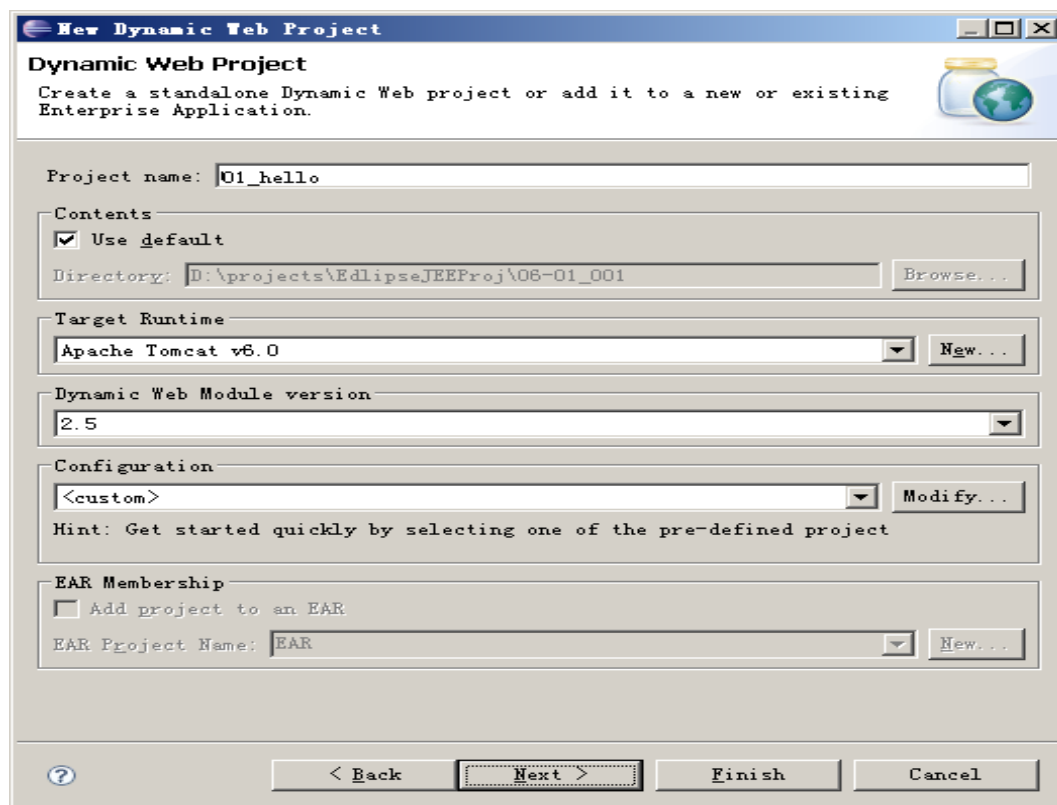 New Dynamic Web Project
Dynamic Web Project
Create a standalone Dynamic Web project or add it to a new or existing
Enterprise Application.
Project name: 01_hello
Contents
Use default
Directory: D:\projects\EdlipseJEEProj\06-01_001
Browse...
Target Runtime
Apache Tomcat v6.0
New...
Dynamic Web Module version
2.5
Configuration
<custom>
Modify...
Hint: Get started quickly by selecting one of the pre-defined project
EAR Membership
Add project to an EAR
EAR Project Name: EAR
New...
?
< Back
Next >
Finish
Cancel